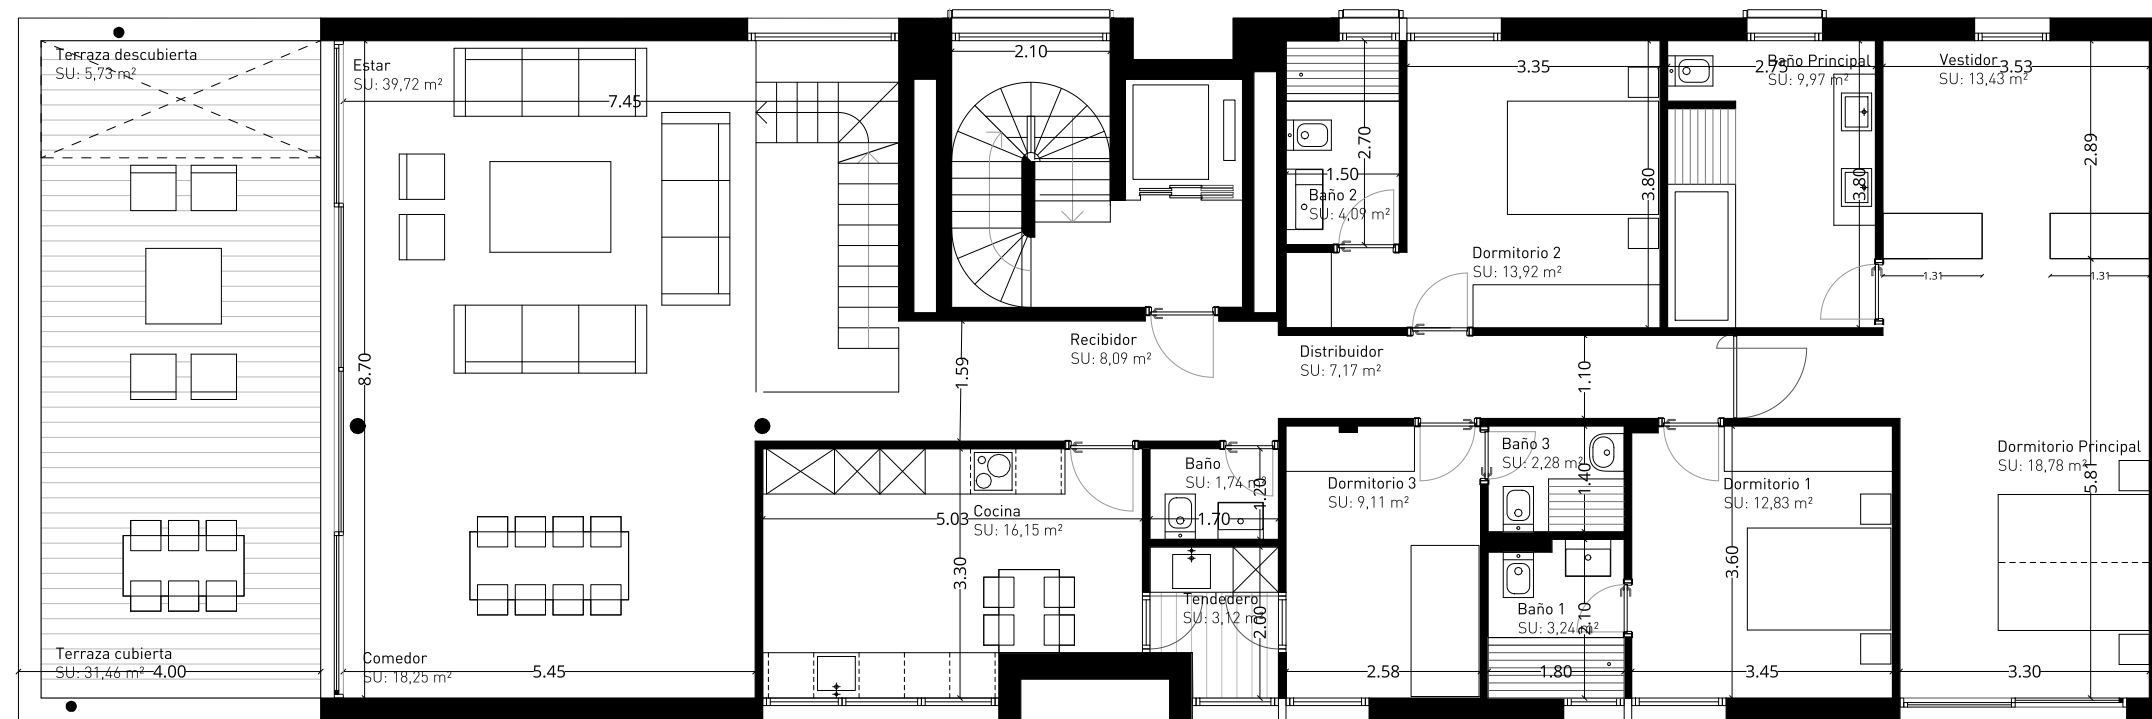 Terraza descubierta
SU: 5,73 m²
Estar
SU: 39,72 m²
7.45
2.10
3.35
2.75
Baño Principal
SU: 9,97 m²
Vestidor
3.53
SU: 13,43 m²
2.70
1.50
Baño 2
SU: 4,09 m²
3.80
3.80
2.89
Dormitorio 2
SU: 13,92 m²
1.31
1.31
Recibidor
SU: 8,09 m²
Distribuidor
SU: 7,17 m²
8.70
1.59
1.10
Baño
SU: 1,74 m²
1.20
Baño 3
SU: 2,28 m²
1.40
Dormitorio Principal
SU: 18,78 m²
5.81
Dormitorio 3
SU: 9,11 m²
Dormitorio 1
SU: 12,83 m²
5.03
Cocina
SU: 16,15 m²
1.70
3.30
3.60
Tendedero
SU: 3,12 m²
2.00
Baño 1
SU: 3,24 m²
2.10
Terraza cubierta
SU: 31,46 m²
4.00
Comedor
SU: 18,25 m²
5.45
2.58
1.80
3.45
3.30